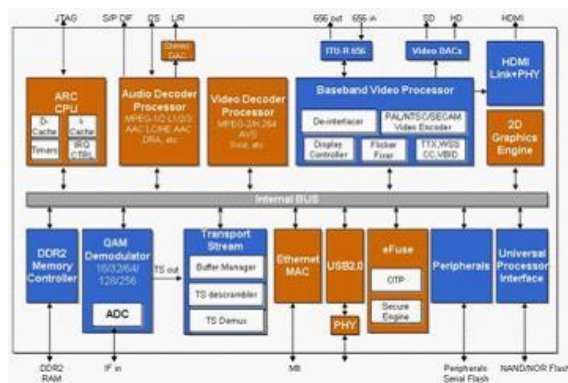 JTAG
S/P DIF
I2S
L/R
656 out
656 in
SD
HD
HDMI
Stereo
DAC
ITU-R 656
Video DACs
HDMI
Link+PHY
ARC
CPU
D-
Cache
I-
Cache
Timers
IRQ
CTRL
Audio Decoder
Processor
MPEG-1/2 L1/2/3
AAC LC/HE AAC
DRA, etc
Video Decoder
Processor
MPEG-2/H.264
AVS
etc
Baseband Video Processor
De-interlacer
PAL/NTSC/SECAM
Video Encoder
Display
Controller
Flicker
Fixer
TTX,WSS
CC,VBID
2D
Graphics
Engine
Internal BUS
DDR2
Memory
Controller
QAM
Demodulator
16/32/64/
128/256
ADC
TS out
Transport
Stream
Buffer Manager
TS descrambler
TS Demux
Ethernet
MAC
USB2.0
PHY
eFuse
OTP
Secure
Engine
Peripherals
Universal
Processor
Interface
DDR2
RAM
IF in
MII
Peripherals
Serial Flash
NAND/NOR Flash